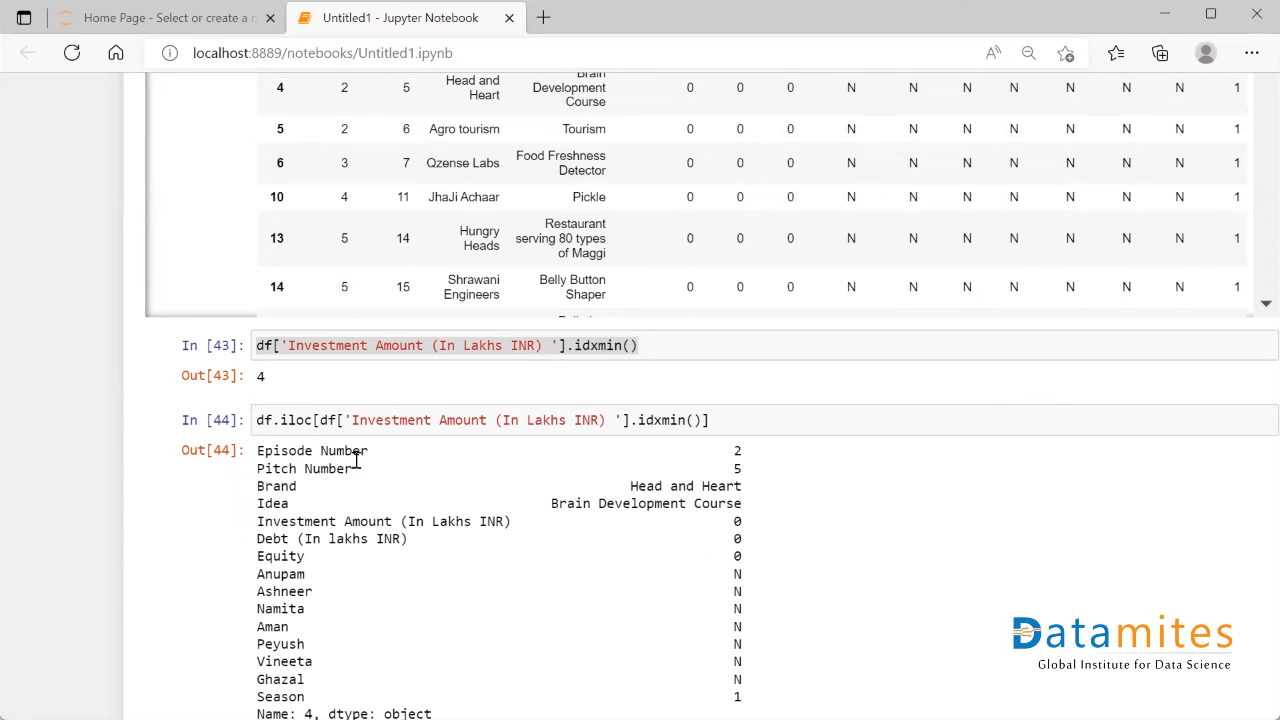 Home Page - Select or create a n
Untitled1 - Jupyter Notebook
localhost:8889/notebooks/Untitled1.ipynb
4 2 5 Head and Heart Brain Development Course 0 0 0 N N N N N N N 1
5 2 6 Agro tourism Tourism 0 0 0 N N N N N N N 1
6 3 7 Qzense Labs Food Freshness Detector 0 0 0 N N N N N N N 1
10 4 11 JhaJi Achaar Pickle 0 0 0 N N N N N N N 1
13 5 14 Hungry Heads Restaurant serving 80 types of Maggi 0 0 0 N N N N N N N 1
14 5 15 Shrawani Engineers Belly Button Shaper 0 0 0 N N N N N N N 1
In [43]: df['Investment Amount (In Lakhs INR) '].idxmin()
Out[43]: 4
In [44]: df.iloc[df['Investment Amount (In Lakhs INR) '].idxmin()]
Out[44]: Episode Number 2
Pitch Number 5
Brand Head and Heart
Idea Brain Development Course
Investment Amount (In Lakhs INR) 0
Debt (In lakhs INR) 0
Equity 0
Anupam N
Ashneer N
Namita N
Aman N
Peyush N
Vineeta N
Ghazal N
Season 1
Name: 4, dtype: object
Datamites
Global Institute for Data Science